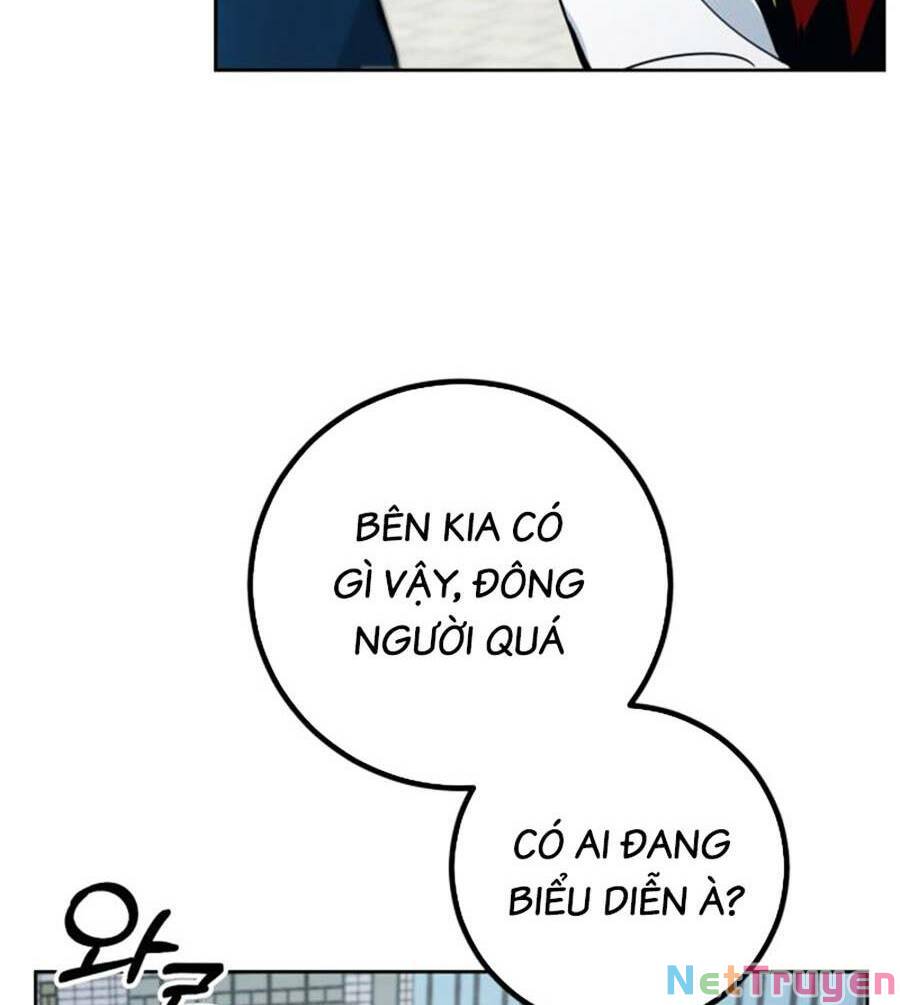 BÊN KIA CÓ
GÌ VẬY, ĐÔNG
NGƯỜI QUÁ
CÓ AI ĐANG
BIỂU DIỄN À?
와
NetTruyen